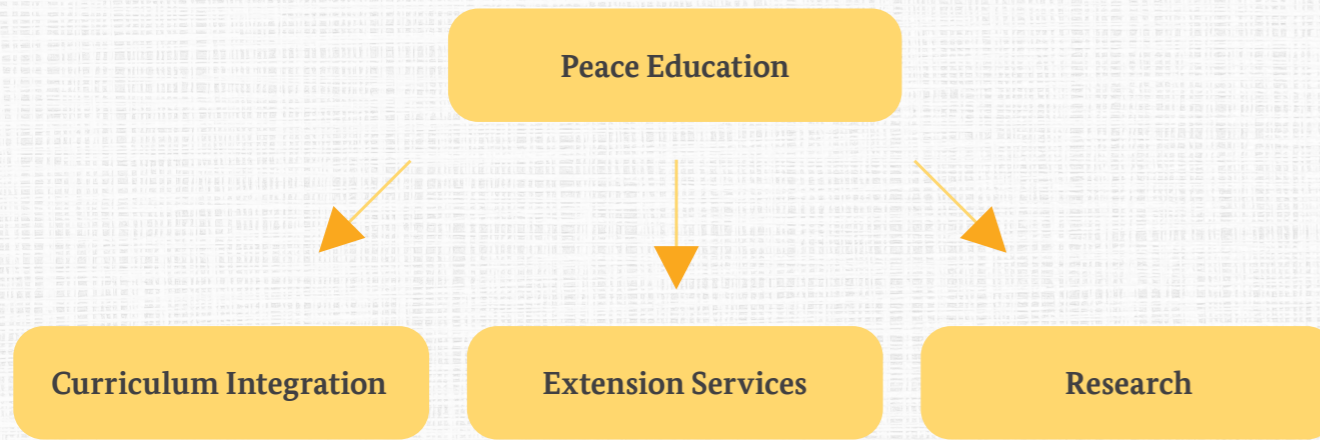 Peace Education
Curriculum Integration
Extension Services
Research